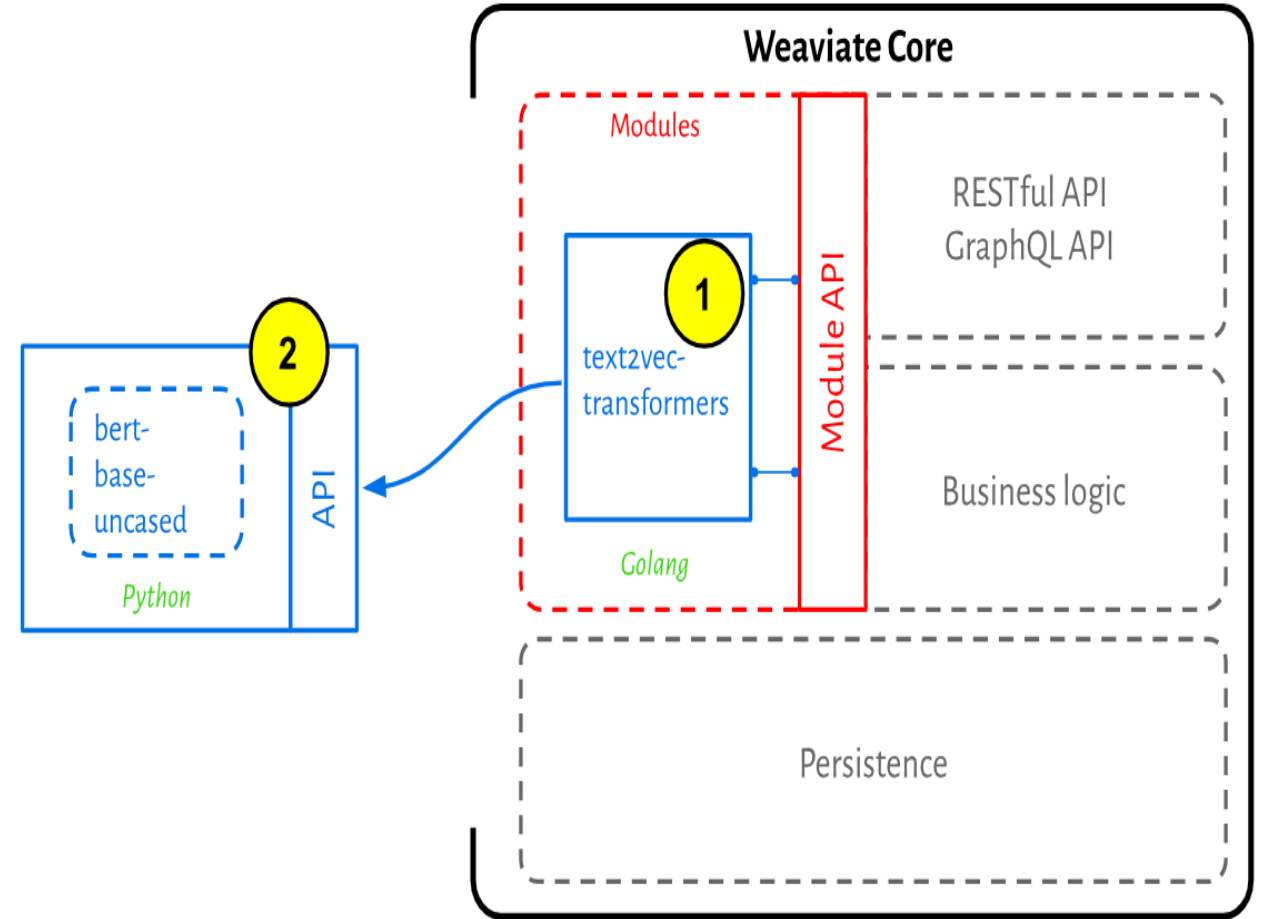 Weaviate Core
Modules
RESTful API
GraphQL API
Module API
1
text2vec-
transformers
2
bert-
base-
uncased
API
Business logic
Golang
Python
Persistence